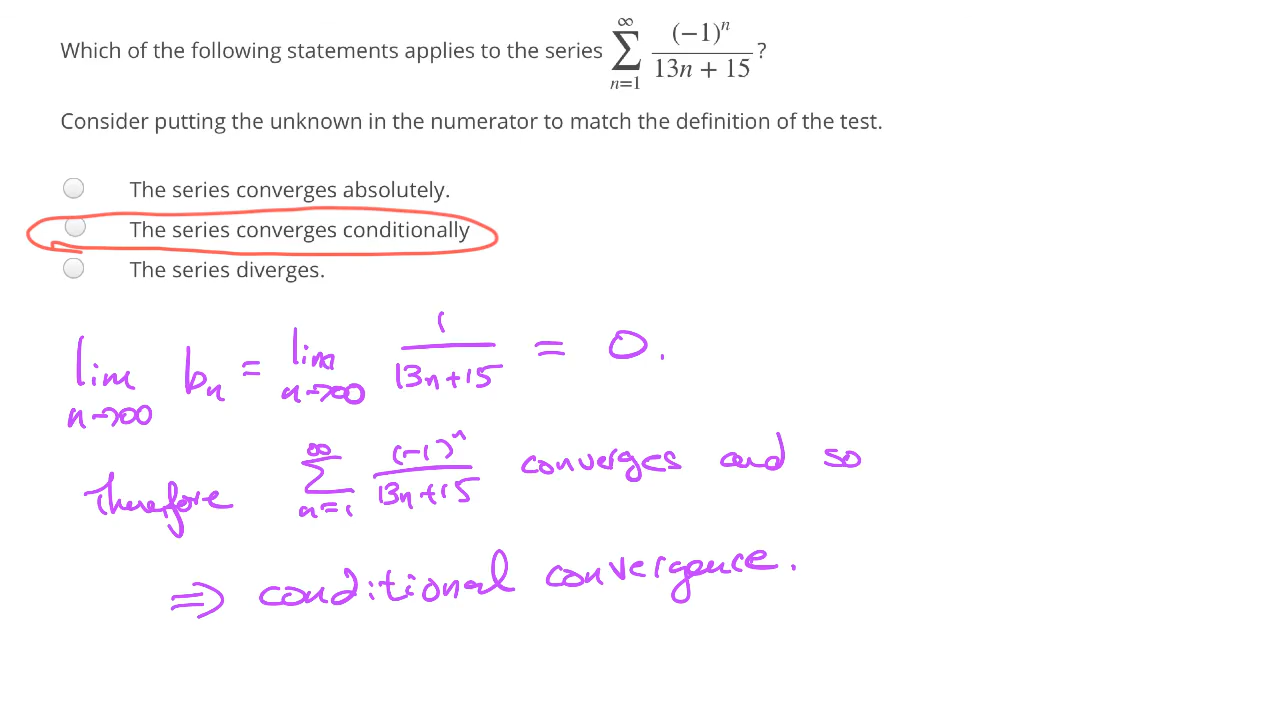 Which of the following statements applies to the series ∑_{n=1}^{∞} (−1)^n / (13n + 15)?
Consider putting the unknown in the numerator to match the definition of the test.
The series converges absolutely.
The series converges conditionally
The series diverges.
lim_{n→∞} b_n = lim_{n→∞} 1 / (13n+15) = 0.
Therefore ∑_{n=1}^{∞} (-1)^n / (13n+15) converges and so
⇒ conditional convergence.